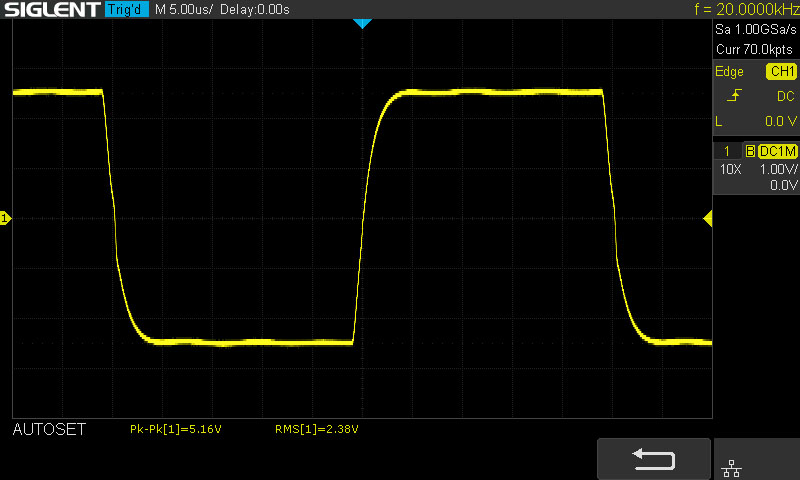 SIGLENT Trig'd M 5.00us/ Delay:0.00s f = 20.0000kHz
Sa 1.00GSa/s
Curr 70.0kpts
Edge CH1
DC
L 0.0 V
1 B DC1M
10X 1.00V/
0.0V
1
AUTOSET Pk-Pk[1]=5.16V RMS[1]=2.38V